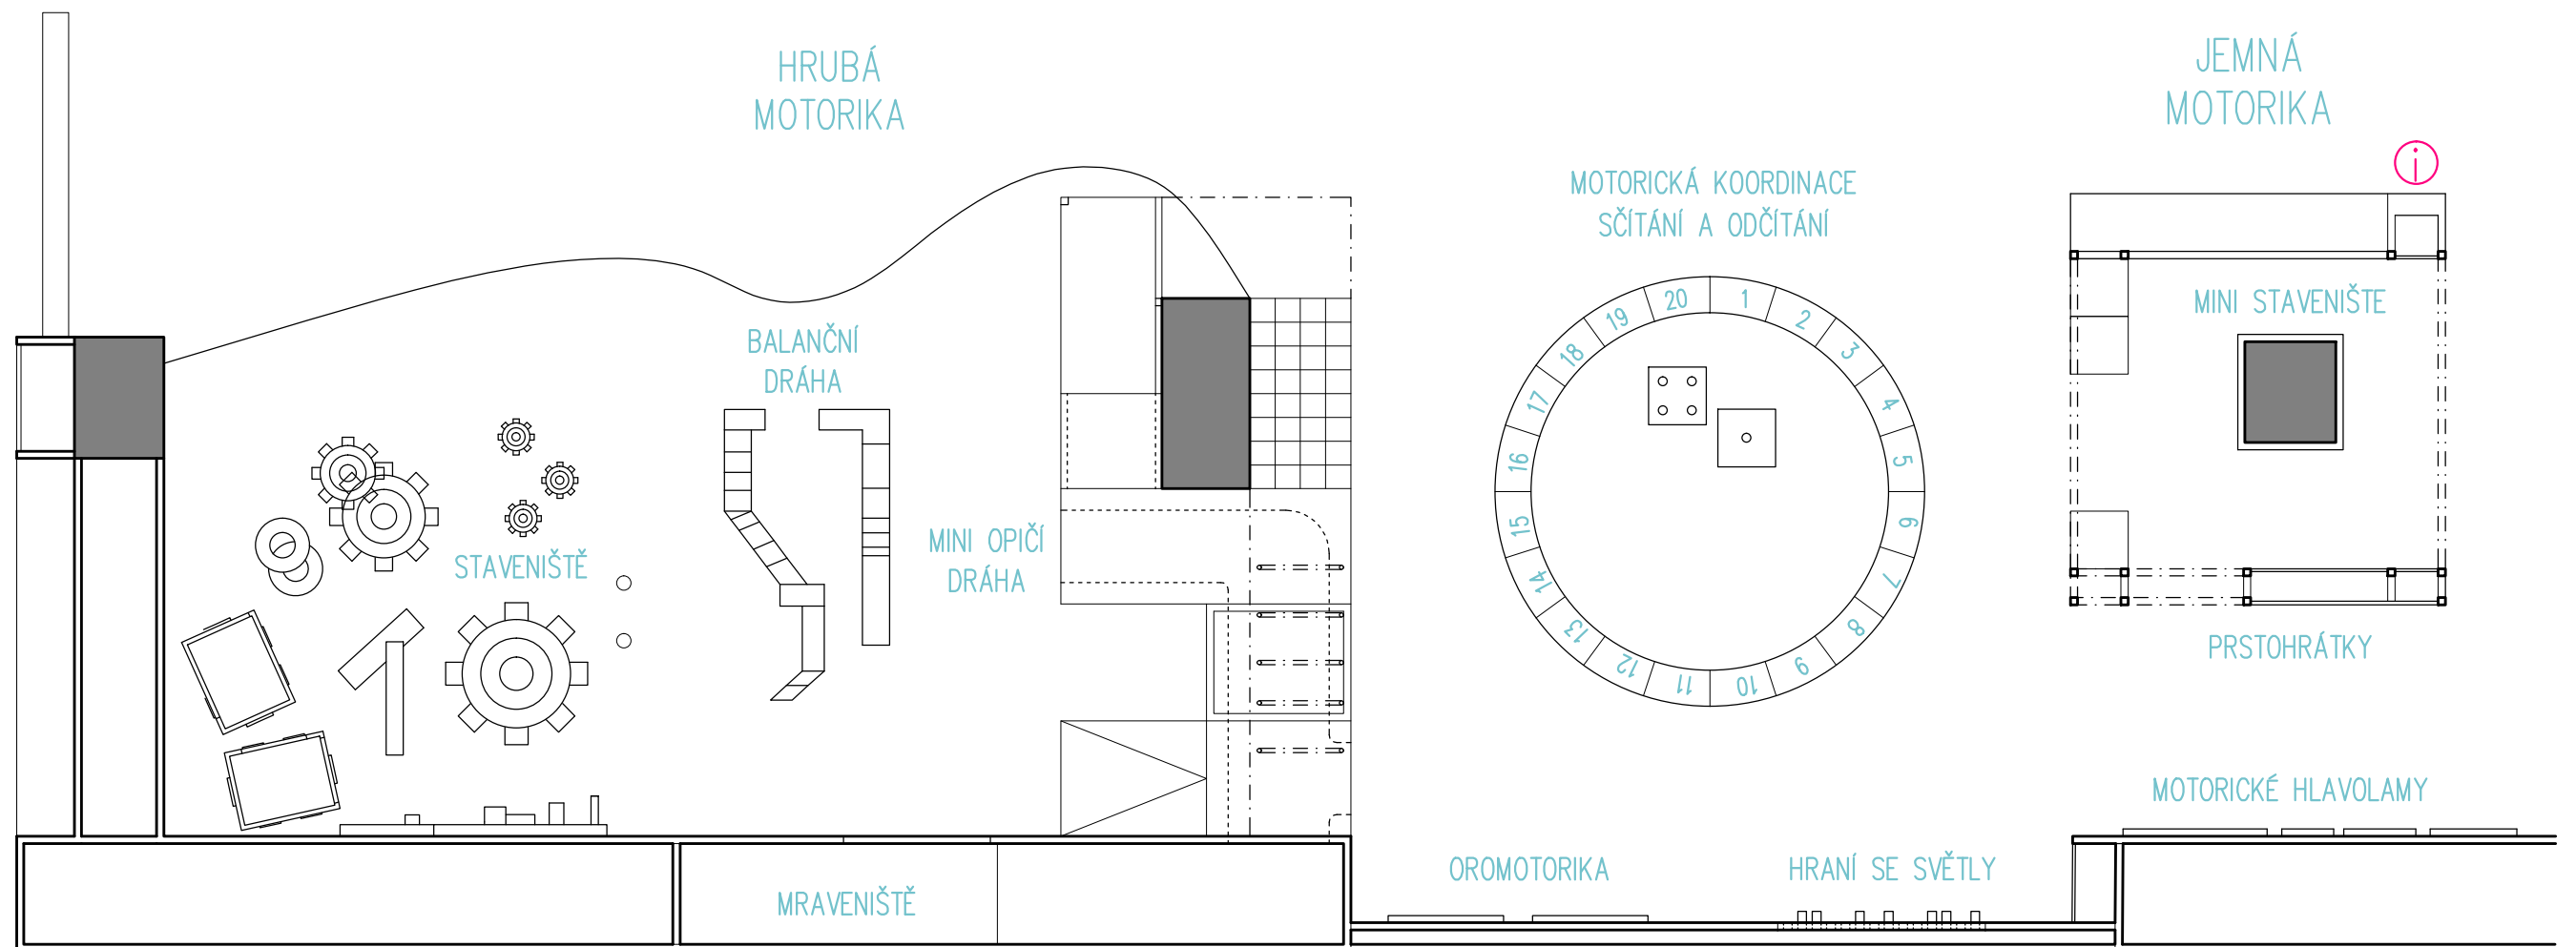 HRUBÁ
MOTORIKA
JEMNÁ
MOTORIKA
i
MOTORICKÁ KOORDINACE
SČÍTÁNÍ A ODČÍTÁNÍ
MINI STAVENIŠTE
BALANČNÍ
DRÁHA
1
2
3
4
5
6
7
8
9
10
11
12
13
14
15
16
17
18
19
20
MINI OPIČÍ
DRÁHA
STAVENIŠTĚ
PRSTOHRÁTKY
MOTORICKÉ HLAVOLAMY
OROMOTORIKA
HRANÍ SE SVĚTLY
MRAVENIŠTĚ